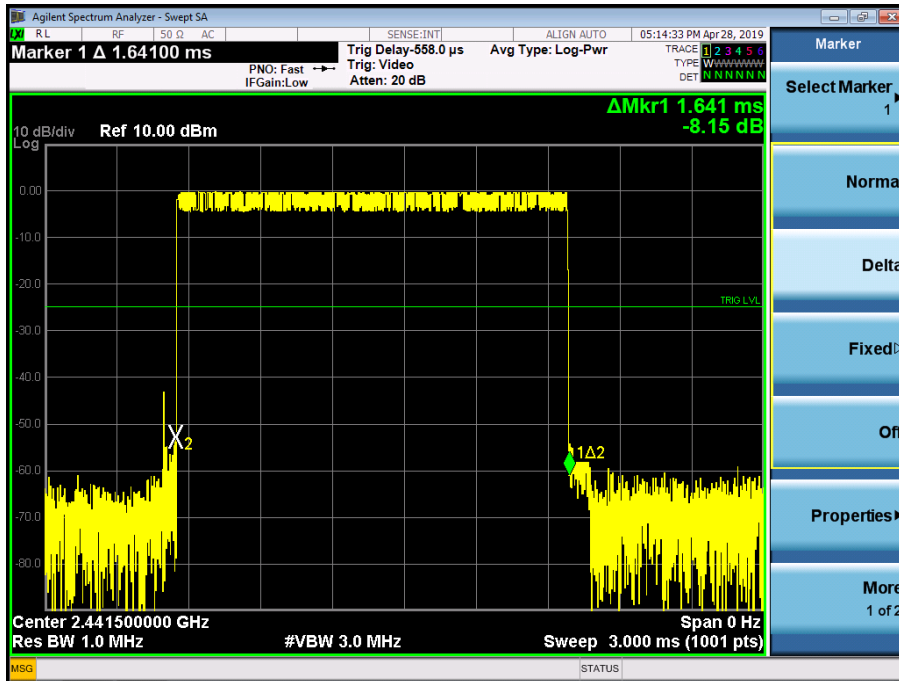 Agilent Spectrum Analyzer - Swept SA
LXI RL RF 50 Ω AC SENSE:INT ALIGN AUTO 05:14:33 PM Apr 28, 2019
Marker 1 Δ 1.64100 ms
PNO: Fast
IFGain:Low
Trig Delay-558.0 µs
Trig: Video
Atten: 20 dB
Avg Type: Log-Pwr
TRACE 1 2 3 4 5 6
TYPE WWWWWW
DET N N N N N N
ΔMkr1 1.641 ms
-8.15 dB
10 dB/div Ref 10.00 dBm
Log
0.00
-10.0
-20.0
TRIG LVL
-30.0
-40.0
-50.0
2
1Δ2
-60.0
-70.0
-80.0
Center 2.441500000 GHz Span 0 Hz
Res BW 1.0 MHz #VBW 3.0 MHz Sweep 3.000 ms (1001 pts)
MSG STATUS
Marker
Select Marker
1
Norma
Delta
Fixed
Off
Properties
More
1 of 2